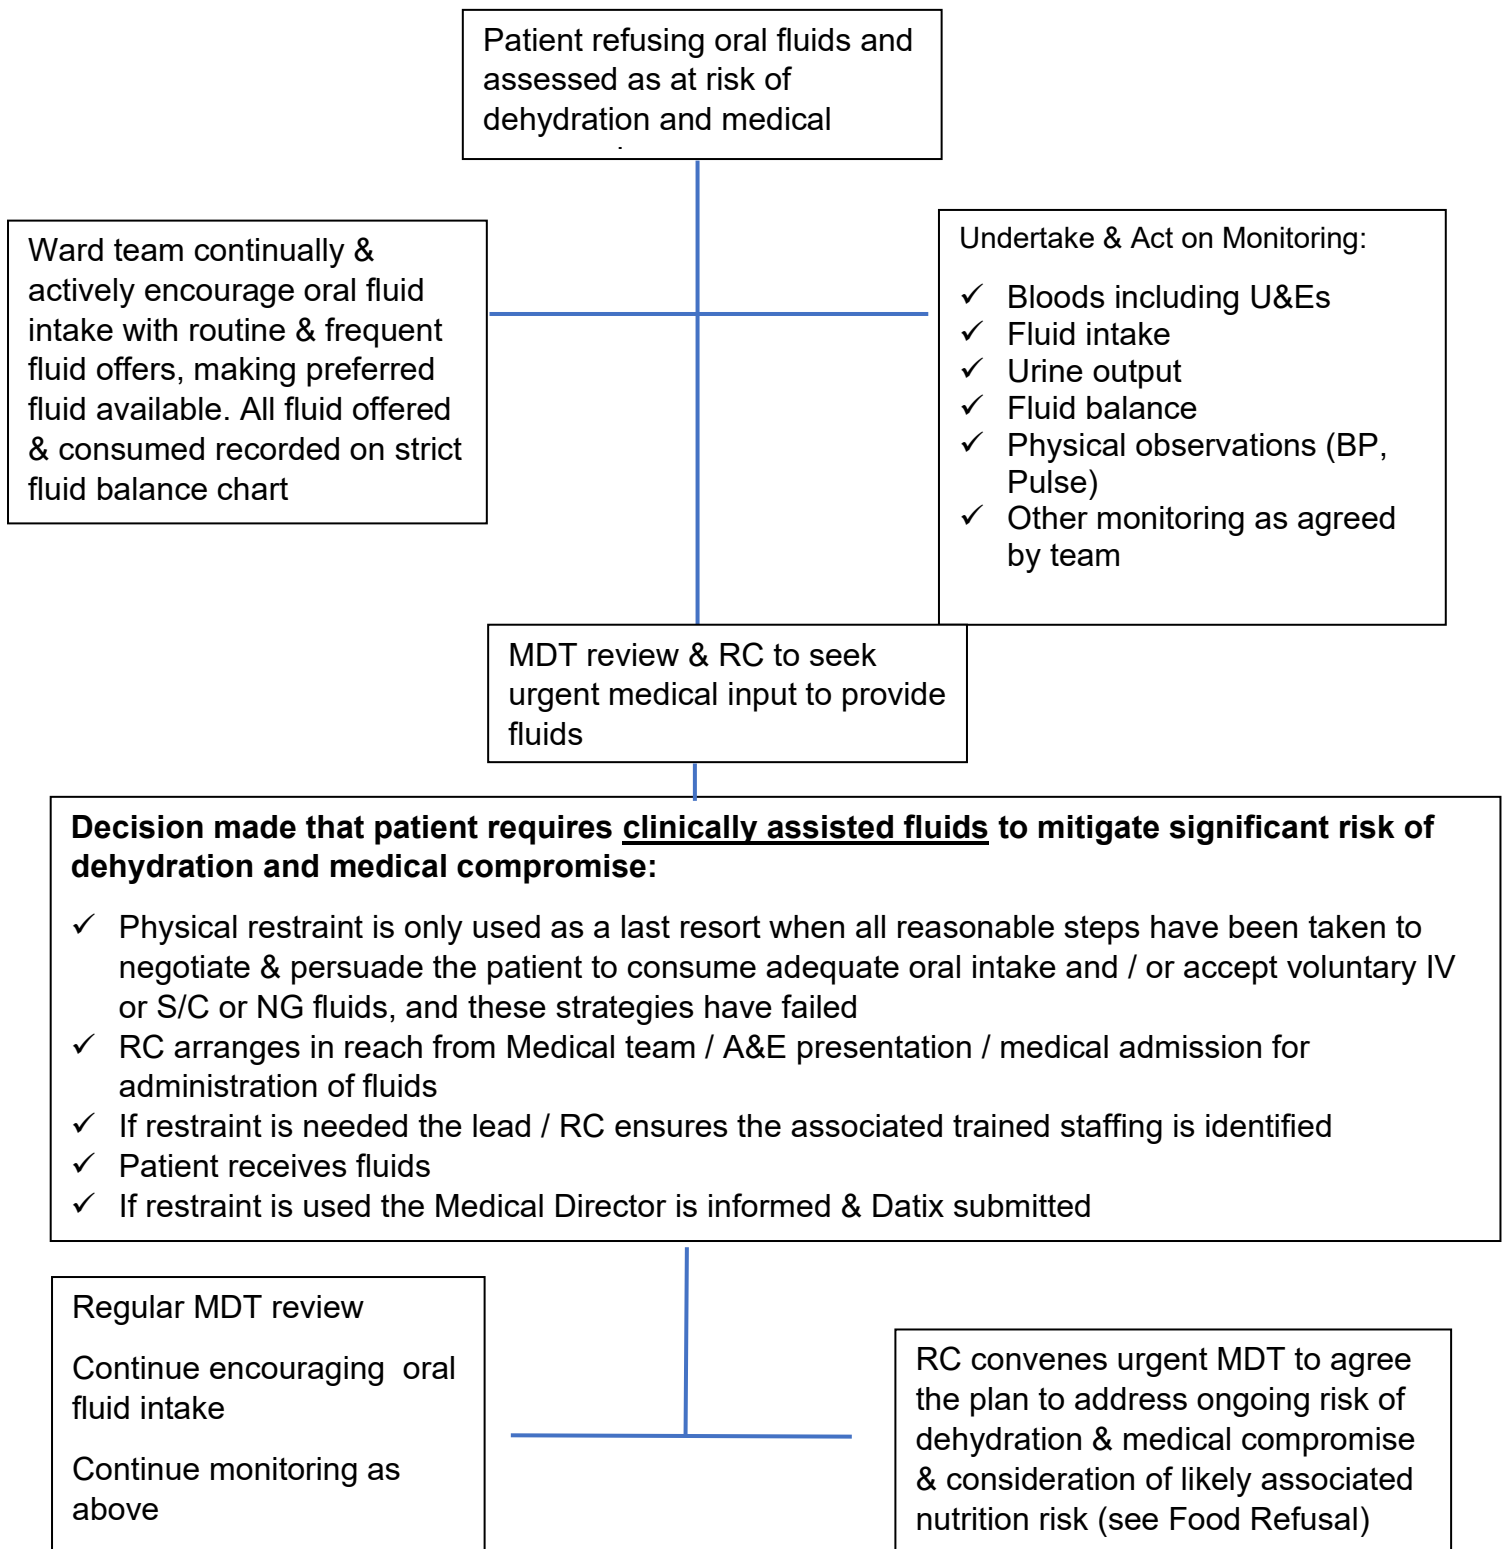 Patient refusing oral fluids and
assessed as at risk of
dehydration and medical
Ward team continually &
actively encourage oral fluid
intake with routine & frequent
fluid offers, making preferred
fluid available. All fluid offered
& consumed recorded on strict
fluid balance chart
Undertake & Act on Monitoring:
✓ Bloods including U&Es
✓ Fluid intake
✓ Urine output
✓ Fluid balance
✓ Physical observations (BP,
Pulse)
✓ Other monitoring as agreed
by team
MDT review & RC to seek
urgent medical input to provide
fluids
Decision made that patient requires clinically assisted fluids to mitigate significant risk of
dehydration and medical compromise:
✓ Physical restraint is only used as a last resort when all reasonable steps have been taken to
negotiate & persuade the patient to consume adequate oral intake and / or accept voluntary IV
or S/C or NG fluids, and these strategies have failed
✓ RC arranges in reach from Medical team / A&E presentation / medical admission for
administration of fluids
✓ If restraint is needed the lead / RC ensures the associated trained staffing is identified
✓ Patient receives fluids
✓ If restraint is used the Medical Director is informed & Datix submitted
Regular MDT review
Continue encouraging oral
fluid intake
Continue monitoring as
above
RC convenes urgent MDT to agree
the plan to address ongoing risk of
dehydration & medical compromise
& consideration of likely associated
nutrition risk (see Food Refusal)